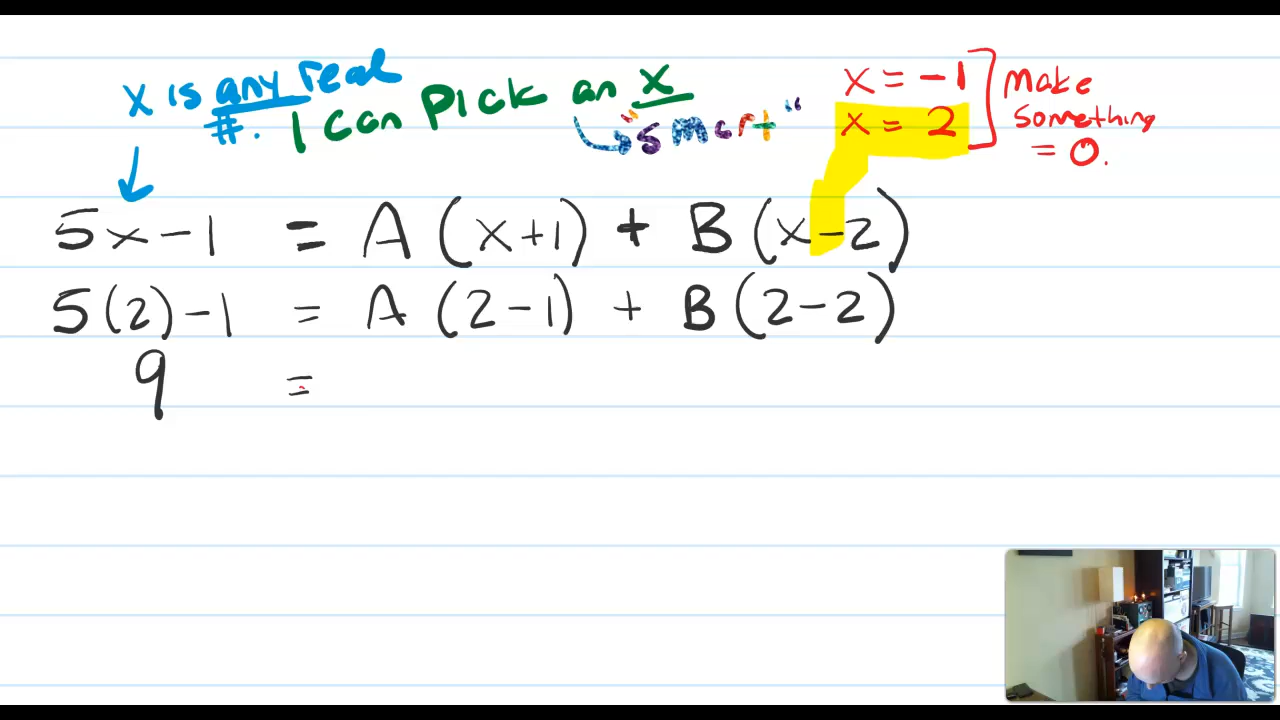 x is any real #.
I can pick an x
"smart"
x = -1
x = 2
make something = 0.
5x - 1 = A(x+1) + B(x-2)
5(2) - 1 = A(2-1) + B(2-2)
9 =